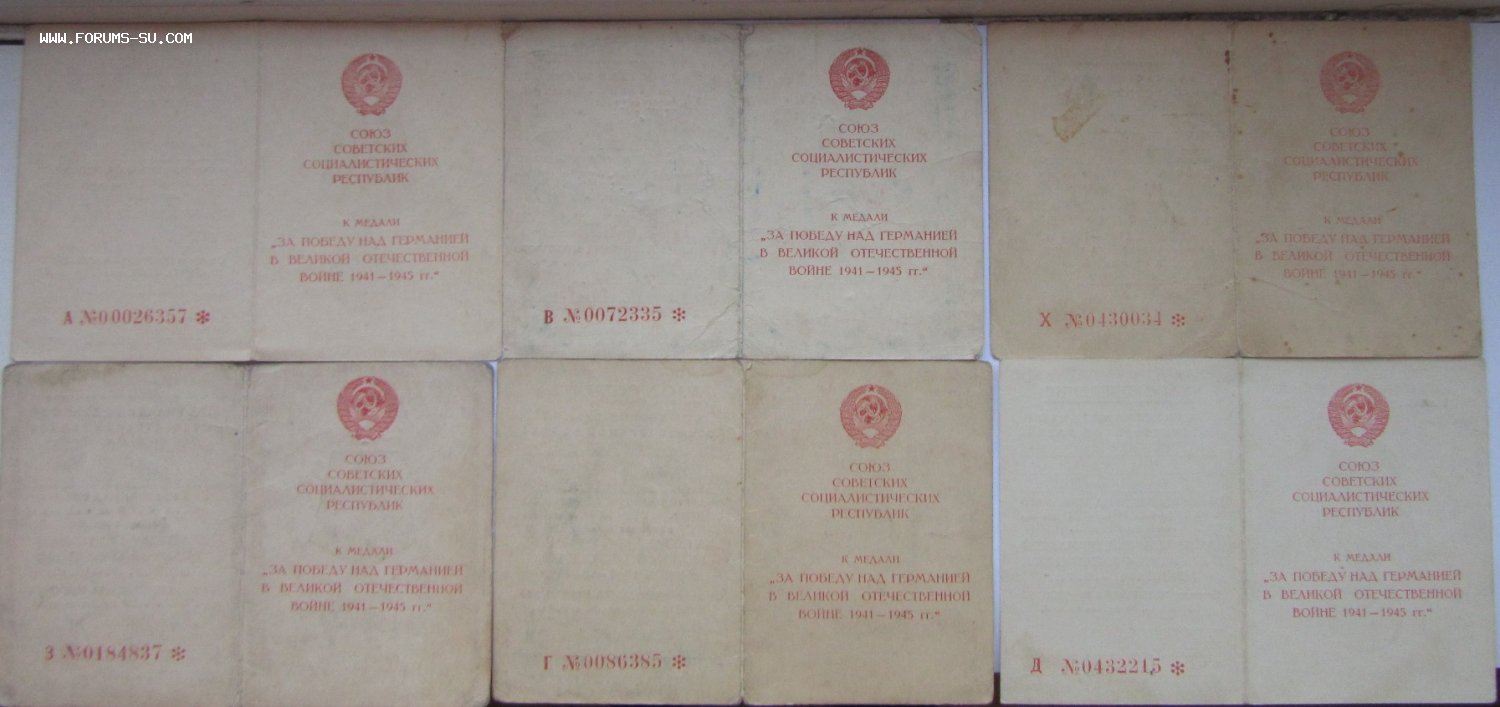 WWW.FORUMS-SU.COM
СОЮЗ
СОВЕТСКИХ
СОЦИАЛИСТИЧЕСКИХ
РЕСПУБЛИК
К МЕДАЛИ
„ЗА ПОБЕДУ НАД ГЕРМАНИЕЙ
В ВЕЛИКОЙ ОТЕЧЕСТВЕННОЙ
ВОЙНЕ 1941—1945 гг.“
А №00026357 *
СОЮЗ
СОВЕТСКИХ
СОЦИАЛИСТИЧЕСКИХ
РЕСПУБЛИК
К МЕДАЛИ
„ЗА ПОБЕДУ НАД ГЕРМАНИЕЙ
В ВЕЛИКОЙ ОТЕЧЕСТВЕННОЙ
ВОЙНЕ 1941—1945 гг.“
В №0072335 *
СОЮЗ
СОВЕТСКИХ
СОЦИАЛИСТИЧЕСКИХ
РЕСПУБЛИК
К МЕДАЛИ
„ЗА ПОБЕДУ НАД ГЕРМАНИЕЙ
В ВЕЛИКОЙ ОТЕЧЕСТВЕННОЙ
ВОЙНЕ 1941—1945 гг.“
Х №0430034 *
СОЮЗ
СОВЕТСКИХ
СОЦИАЛИСТИЧЕСКИХ
РЕСПУБЛИК
К МЕДАЛИ
„ЗА ПОБЕДУ НАД ГЕРМАНИЕЙ
В ВЕЛИКОЙ ОТЕЧЕСТВЕННОЙ
ВОЙНЕ 1941—1945 гг.“
З №0184837 *
СОЮЗ
СОВЕТСКИХ
СОЦИАЛИСТИЧЕСКИХ
РЕСПУБЛИК
К МЕДАЛИ
„ЗА ПОБЕДУ НАД ГЕРМАНИЕЙ
В ВЕЛИКОЙ ОТЕЧЕСТВЕННОЙ
ВОЙНЕ 1941—1945 гг.“
Г №0086385 *
СОЮЗ
СОВЕТСКИХ
СОЦИАЛИСТИЧЕСКИХ
РЕСПУБЛИК
К МЕДАЛИ
„ЗА ПОБЕДУ НАД ГЕРМАНИЕЙ
В ВЕЛИКОЙ ОТЕЧЕСТВЕННОЙ
ВОЙНЕ 1941—1945 гг.“
Д №0432215 *